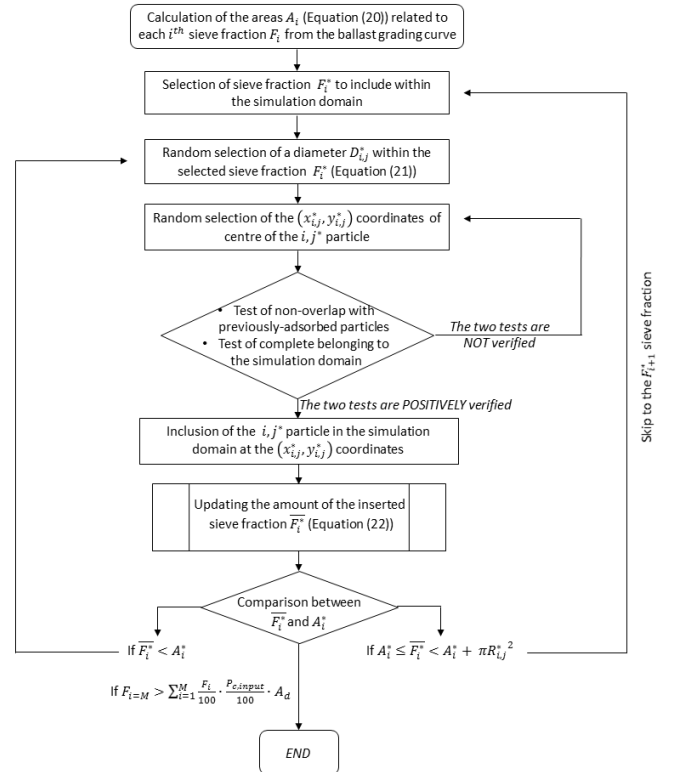 Calculation of the areas $A_i$ (Equation (20)) related to
each $i^{th}$ sieve fraction $F_i$ from the ballast grading curve
Selection of sieve fraction $F_i^*$ to include within
the simulation domain
Random selection of a diameter $D_{i,j}^*$ within the
selected sieve fraction $F_i^*$ (Equation (21))
Random selection of the $(x_{i,j}^*, y_{i,j}^*)$ coordinates of
centre of the $i,j^*$ particle
• Test of non-overlap with
previously-adsorbed particles
• Test of complete belonging to
the simulation domain
The two tests are
NOT verified
The two tests are POSITIVELY verified
Inclusion of the $i,j^*$ particle in the simulation
domain at the $(x_{i,j}^*, y_{i,j}^*)$ coordinates
Updating the amount of the inserted
sieve fraction $\overline{F_i^*}$ (Equation (22))
Comparison between
$\overline{F_i^*}$ and $A_i^*$
If $\overline{F_i^*} < A_i^*$
If $A_i^* \leq \overline{F_i^*} < A_i^* + \pi {R_{i,j}^*}^2$
If $F_{i=M} > \sum_{i=1}^{M} \frac{F_i}{100} \cdot \frac{P_{c,input}}{100} \cdot A_d$
END
Skip to the $F_{i+1}^*$ sieve fraction